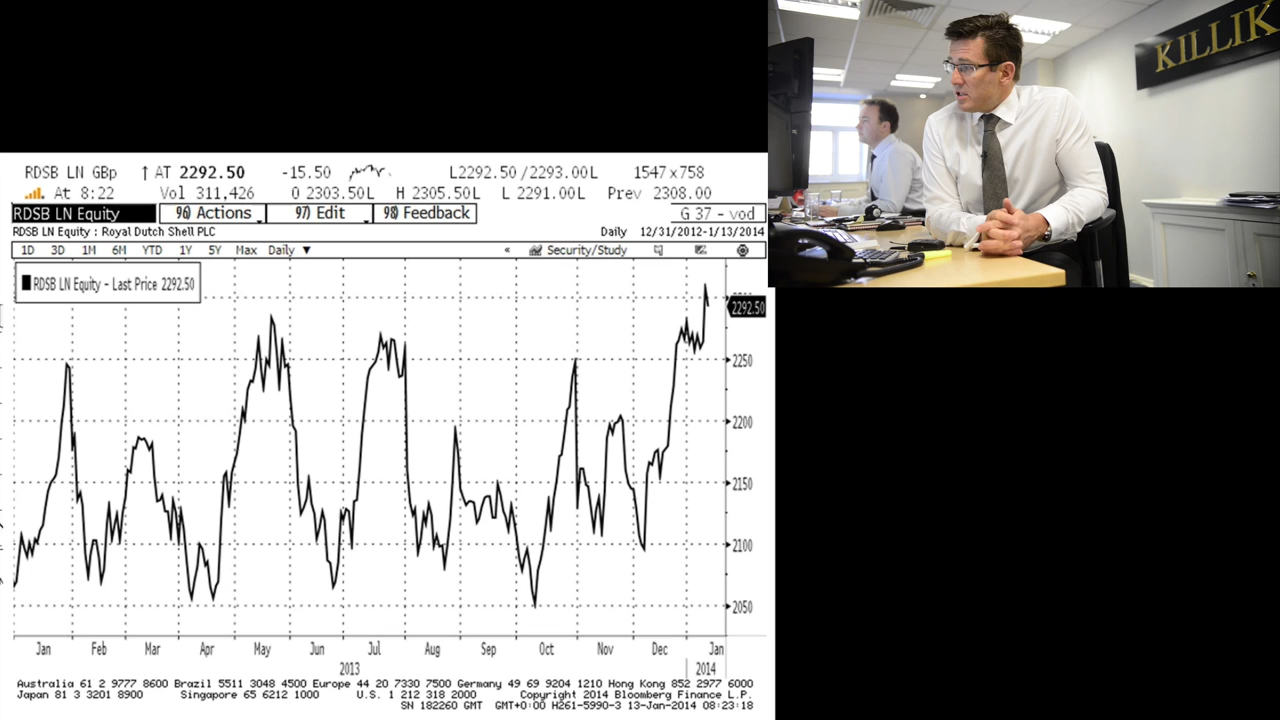 KILLIK
RDSB LN GBp ↑ AT 2292.50 -15.50 L2292.50/2293.00L 1547x758
At 8:22 Vol 311,426 O 2303.50L H 2305.50L L 2291.00L Prev 2308.00
RDSB LN Equity 96) Actions 97) Edit 98) Feedback G 37 - vod
RDSB LN Equity : Royal Dutch Shell PLC Daily 12/31/2012-1/13/2014
1D 3D 1M 6M YTD 1Y 5Y Max Daily ▼ « Security/Study
RDSB LN Equity - Last Price 2292.50
2292.50
2250
2200
2150
2100
2050
Jan Feb Mar Apr May Jun Jul Aug Sep Oct Nov Dec Jan
2013 2014
Australia 61 2 9777 8600 Brazil 5511 3048 4500 Europe 44 20 7330 7500 Germany 49 69 9204 1210 Hong Kong 852 2977 6000
Japan 81 3 3201 8900 Singapore 65 6212 1000 U.S. 1 212 318 2000 Copyright 2014 Bloomberg Finance L.P.
SN 182260 GMT GMT+0:00 H261-5990-3 13-Jan-2014 08:23:18